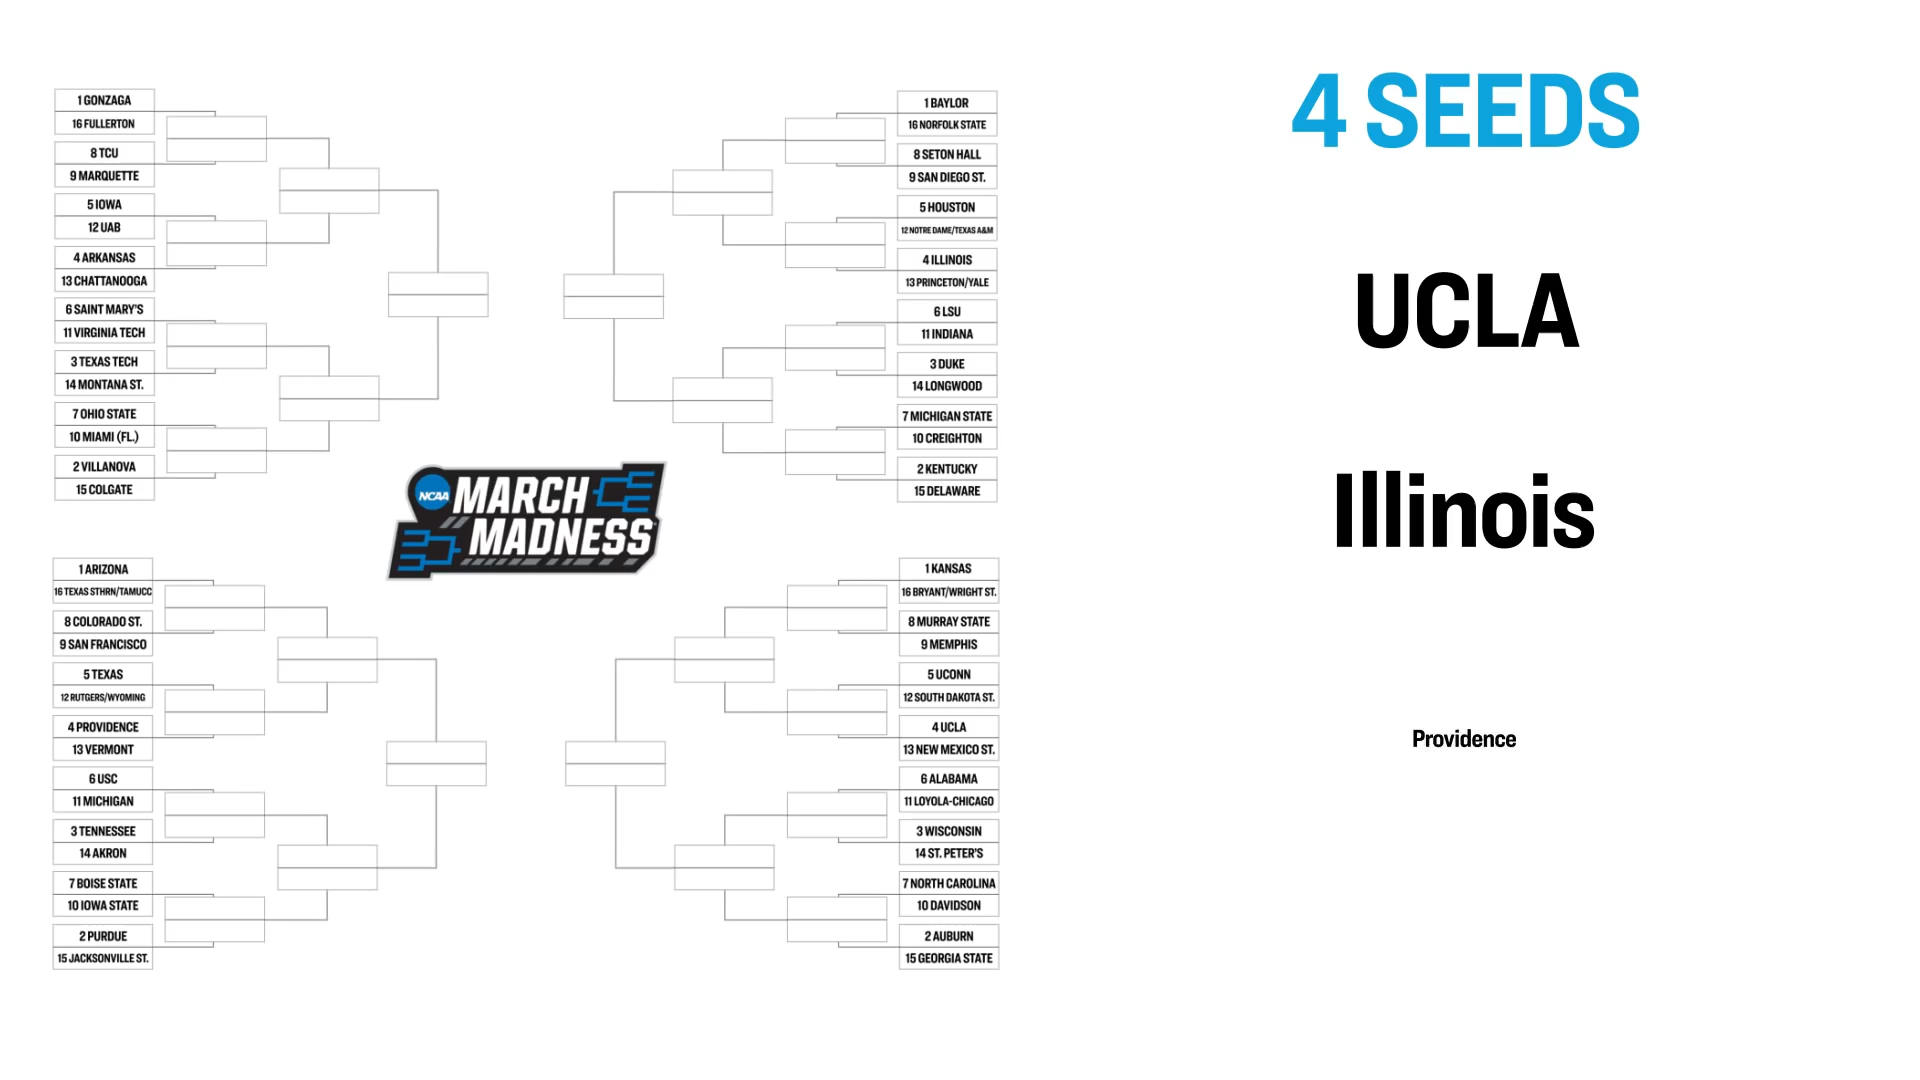 1 GONZAGA
16 FULLERTON
8 TCU
9 MARQUETTE
5 IOWA
12 UAB
4 ARKANSAS
13 CHATTANOOGA
6 SAINT MARY'S
11 VIRGINIA TECH
3 TEXAS TECH
14 MONTANA ST.
7 OHIO STATE
10 MIAMI (FL.)
2 VILLANOVA
15 COLGATE
1 ARIZONA
16 TEXAS STHRN/TAMUCC
8 COLORADO ST.
9 SAN FRANCISCO
5 TEXAS
12 RUTGERS/WYOMING
4 PROVIDENCE
13 VERMONT
6 USC
11 MICHIGAN
3 TENNESSEE
14 AKRON
7 BOISE STATE
10 IOWA STATE
2 PURDUE
15 JACKSONVILLE ST.
NCAA
MARCH
MADNESS
1 BAYLOR
16 NORFOLK STATE
8 SETON HALL
9 SAN DIEGO ST.
5 HOUSTON
12 NOTRE DAME/TEXAS A&M
4 ILLINOIS
13 PRINCETON/YALE
6 LSU
11 INDIANA
3 DUKE
14 LONGWOOD
7 MICHIGAN STATE
10 CREIGHTON
2 KENTUCKY
15 DELAWARE
1 KANSAS
16 BRYANT/WRIGHT ST.
8 MURRAY STATE
9 MEMPHIS
5 UCONN
12 SOUTH DAKOTA ST.
4 UCLA
13 NEW MEXICO ST.
6 ALABAMA
11 LOYOLA-CHICAGO
3 WISCONSIN
14 ST. PETER'S
7 NORTH CAROLINA
10 DAVIDSON
2 AUBURN
15 GEORGIA STATE
4 SEEDS
UCLA
Illinois
Providence